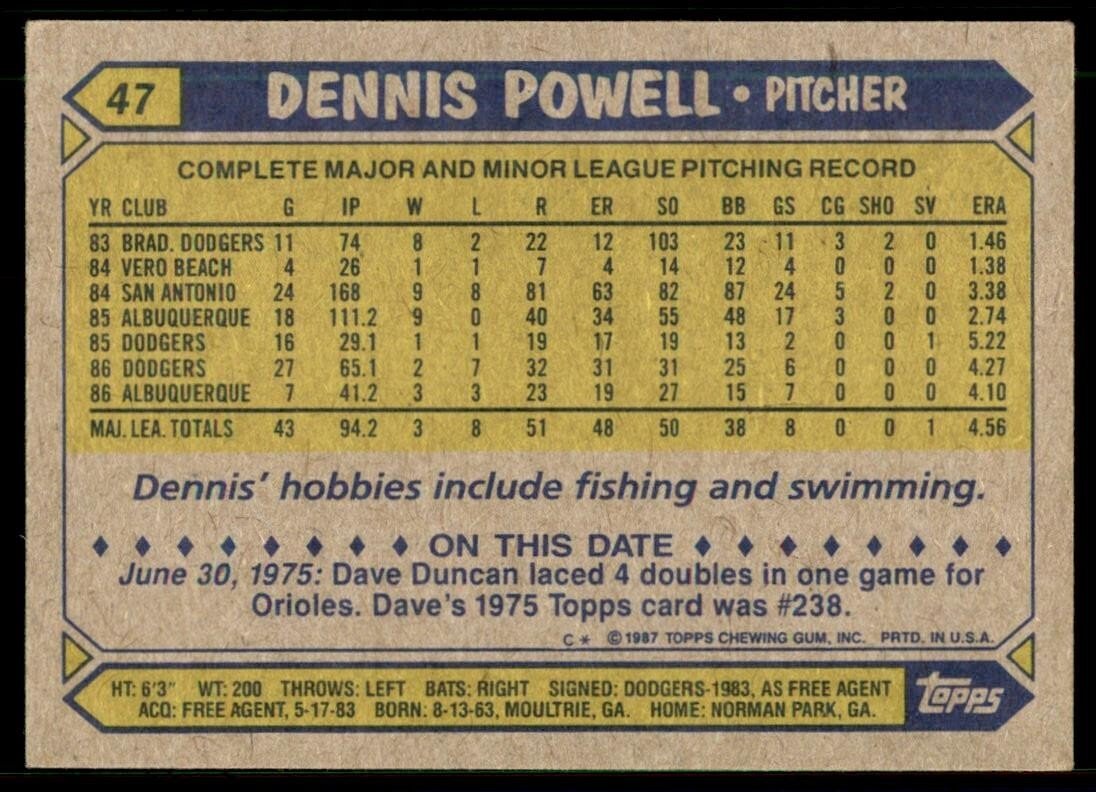 47 DENNIS POWELL • PITCHER
COMPLETE MAJOR AND MINOR LEAGUE PITCHING RECORD
YR CLUB G IP W L R ER SO BB GS CG SHO SV ERA
83 BRAD. DODGERS 11 74 8 2 22 12 103 23 11 3 2 0 1.46
84 VERO BEACH 4 26 1 1 7 4 14 12 4 0 0 0 1.38
84 SAN ANTONIO 24 168 9 8 81 63 82 87 24 5 2 0 3.38
85 ALBUQUERQUE 18 111.2 9 0 40 34 55 48 17 3 0 0 2.74
85 DODGERS 16 29.1 1 1 19 17 19 13 2 0 0 1 5.22
86 DODGERS 27 65.1 2 7 32 31 31 25 6 0 0 0 4.27
86 ALBUQUERQUE 7 41.2 3 3 23 19 27 15 7 0 0 0 4.10
MAJ. LEA. TOTALS 43 94.2 3 8 51 48 50 38 8 0 0 1 4.56
Dennis' hobbies include fishing and swimming.
♦ ♦ ♦ ♦ ♦ ♦ ♦ ♦ ON THIS DATE ♦ ♦ ♦ ♦ ♦ ♦ ♦ ♦
June 30, 1975: Dave Duncan laced 4 doubles in one game for
Orioles. Dave's 1975 Topps card was #238.
C * ©1987 TOPPS CHEWING GUM, INC. PRTD. IN U.S.A.
HT: 6'3" WT: 200 THROWS: LEFT BATS: RIGHT SIGNED: DODGERS-1983, AS FREE AGENT
ACQ: FREE AGENT, 5-17-83 BORN: 8-13-63, MOULTRIE, GA. HOME: NORMAN PARK, GA.
topps